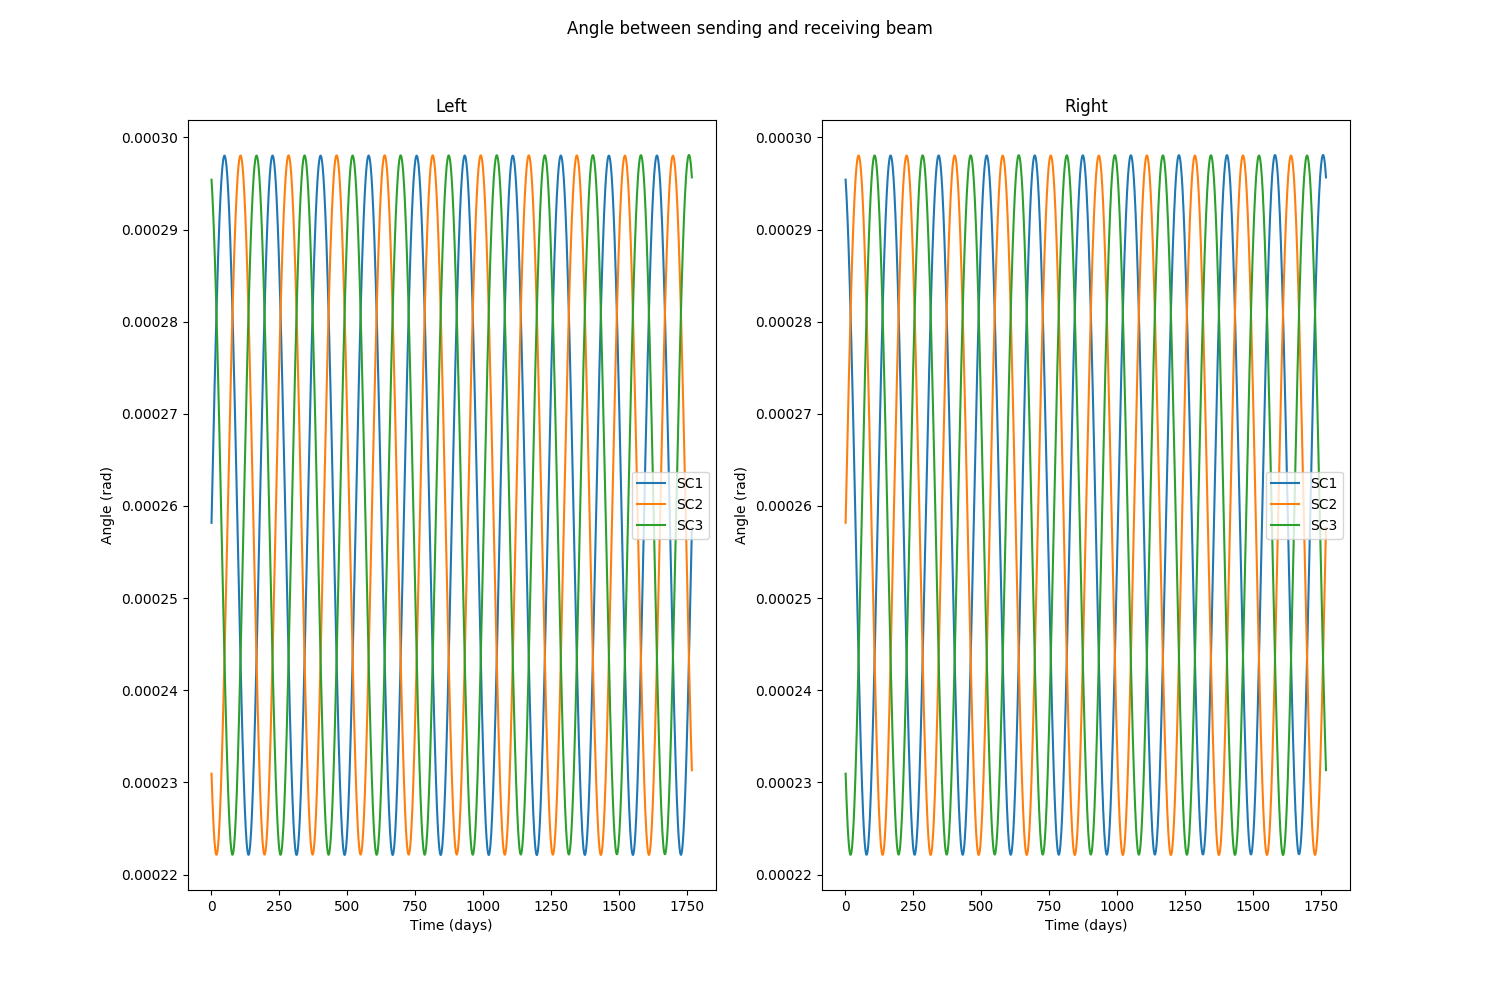 Angle between sending and receiving beam
Left
0.00030
0.00029
0.00028
0.00027
0.00026
0.00025
0.00024
0.00023
0.00022
Angle (rad)
SC1
SC2
SC3
0 250 500 750 1000 1250 1500 1750
Time (days)
Right
0.00030
0.00029
0.00028
0.00027
0.00026
0.00025
0.00024
0.00023
0.00022
Angle (rad)
SC1
SC2
SC3
0 250 500 750 1000 1250 1500 1750
Time (days)